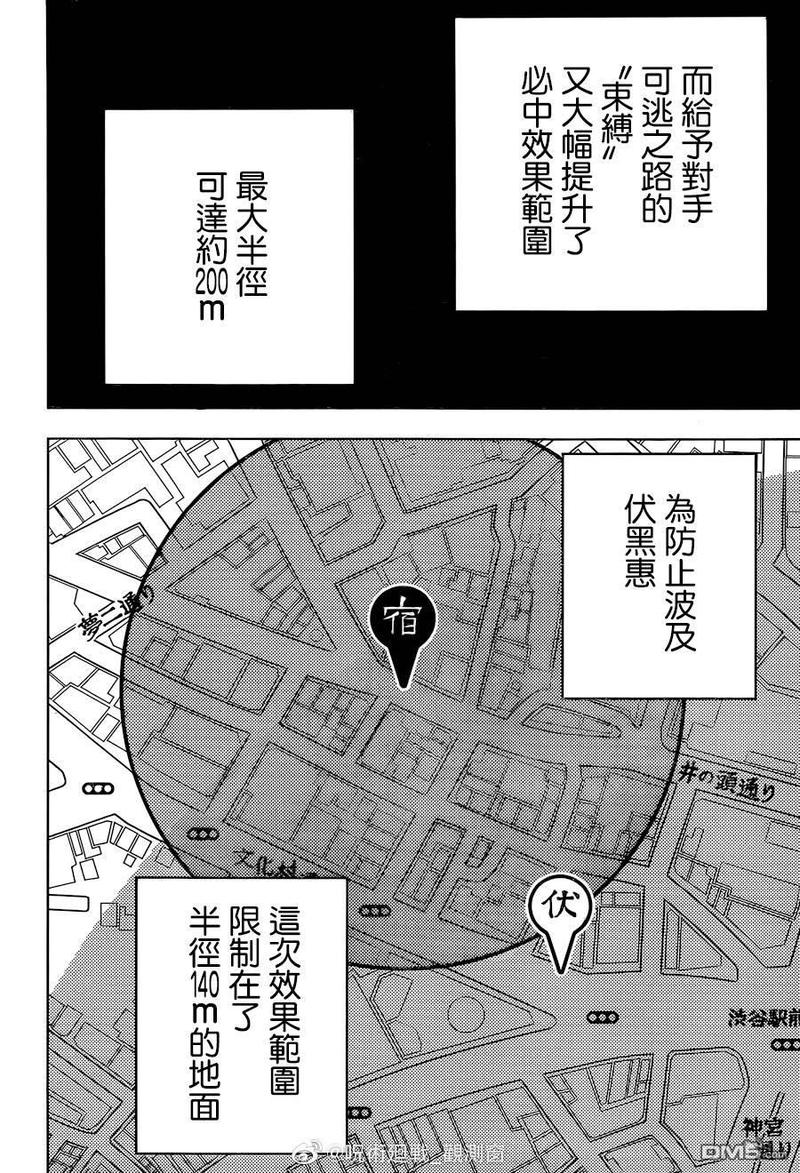 而給予對手
可逃之路的
〝束縛〞
又大幅提升了
必中效果範圍
最大半徑
可達約200m
為防止波及
伏黑惠
宿
夢二通り
井の頭通り
文化村
伏
這次效果範圍
限制在了
半徑140m的地面
渋谷駅前
神宮
@呪術廻戰_觀測窗
DM5